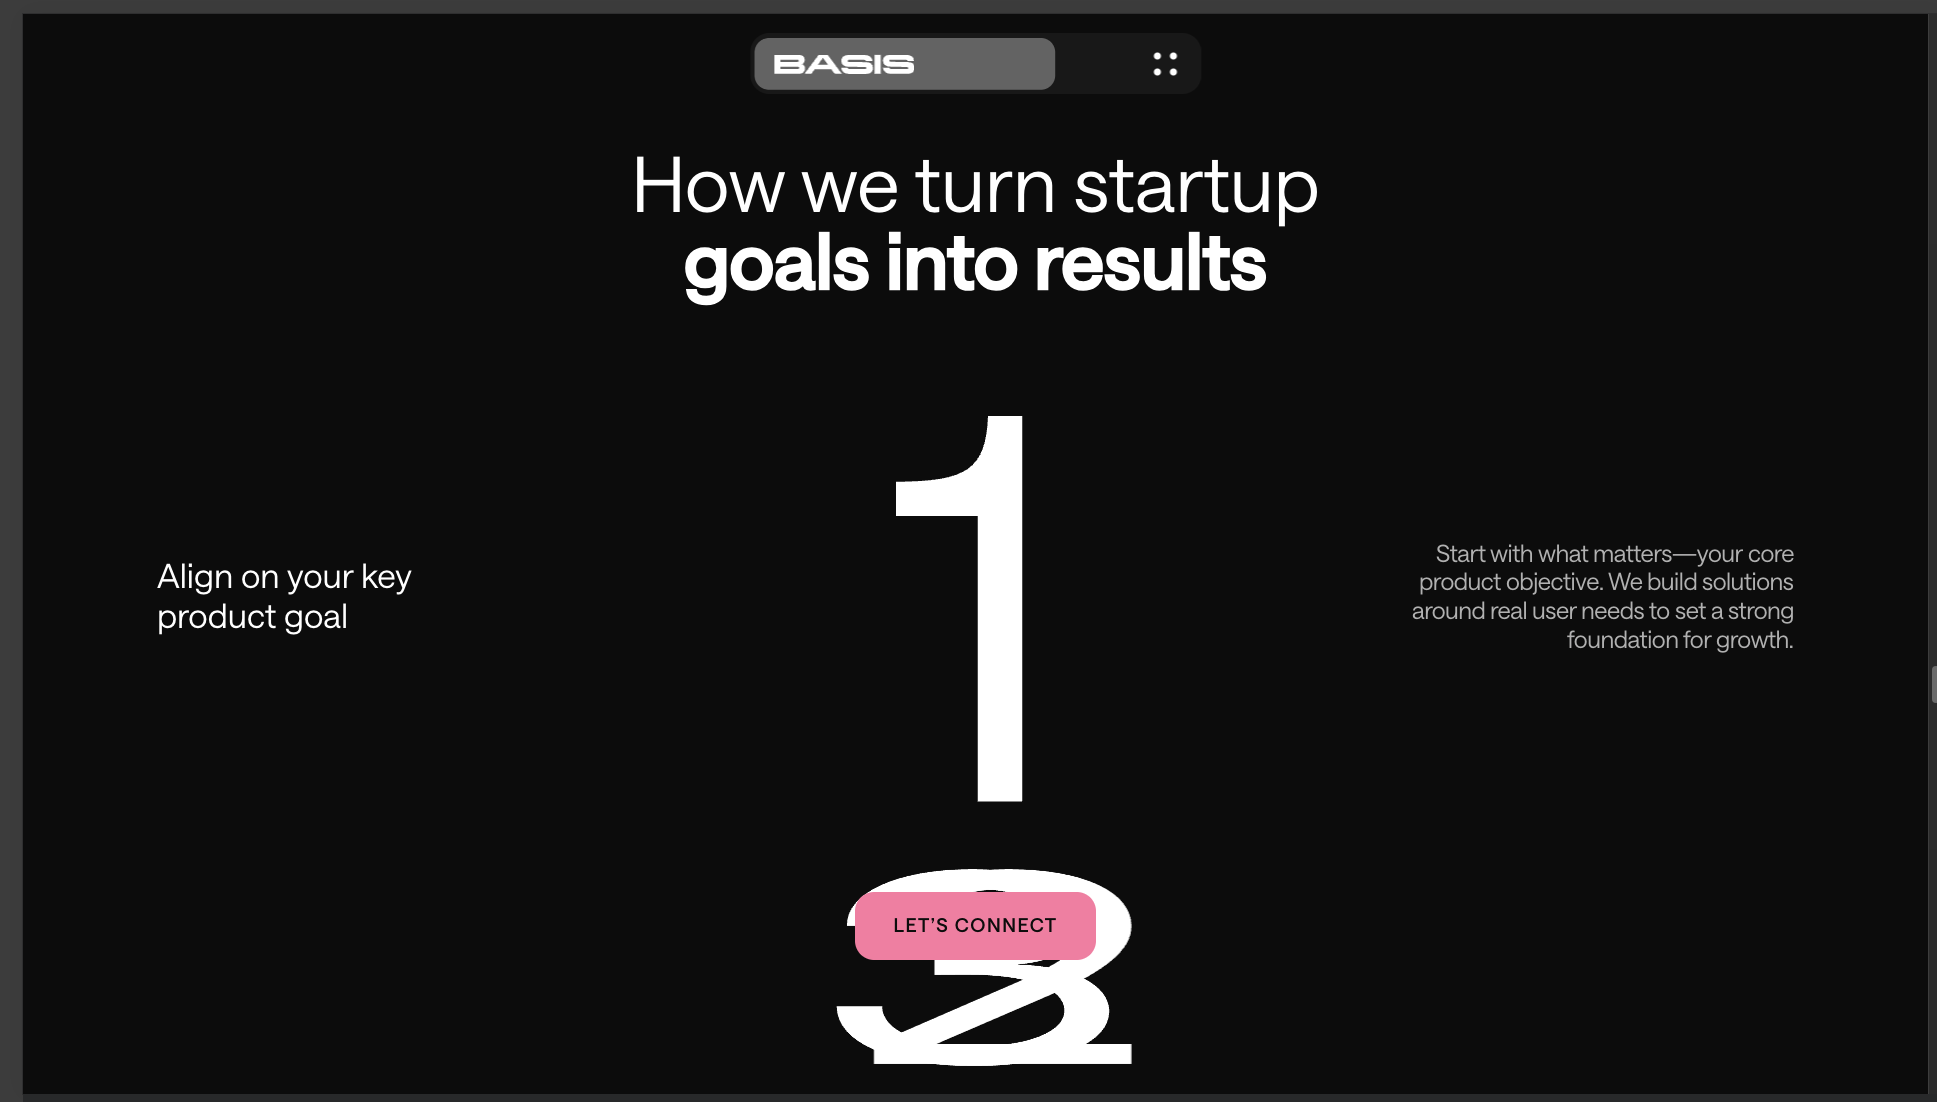 BASIS
How we turn startup
goals into results
1
Align on your key
product goal
Start with what matters—your core
product objective. We build solutions
around real user needs to set a strong
foundation for growth.
2
3
LET’S CONNECT